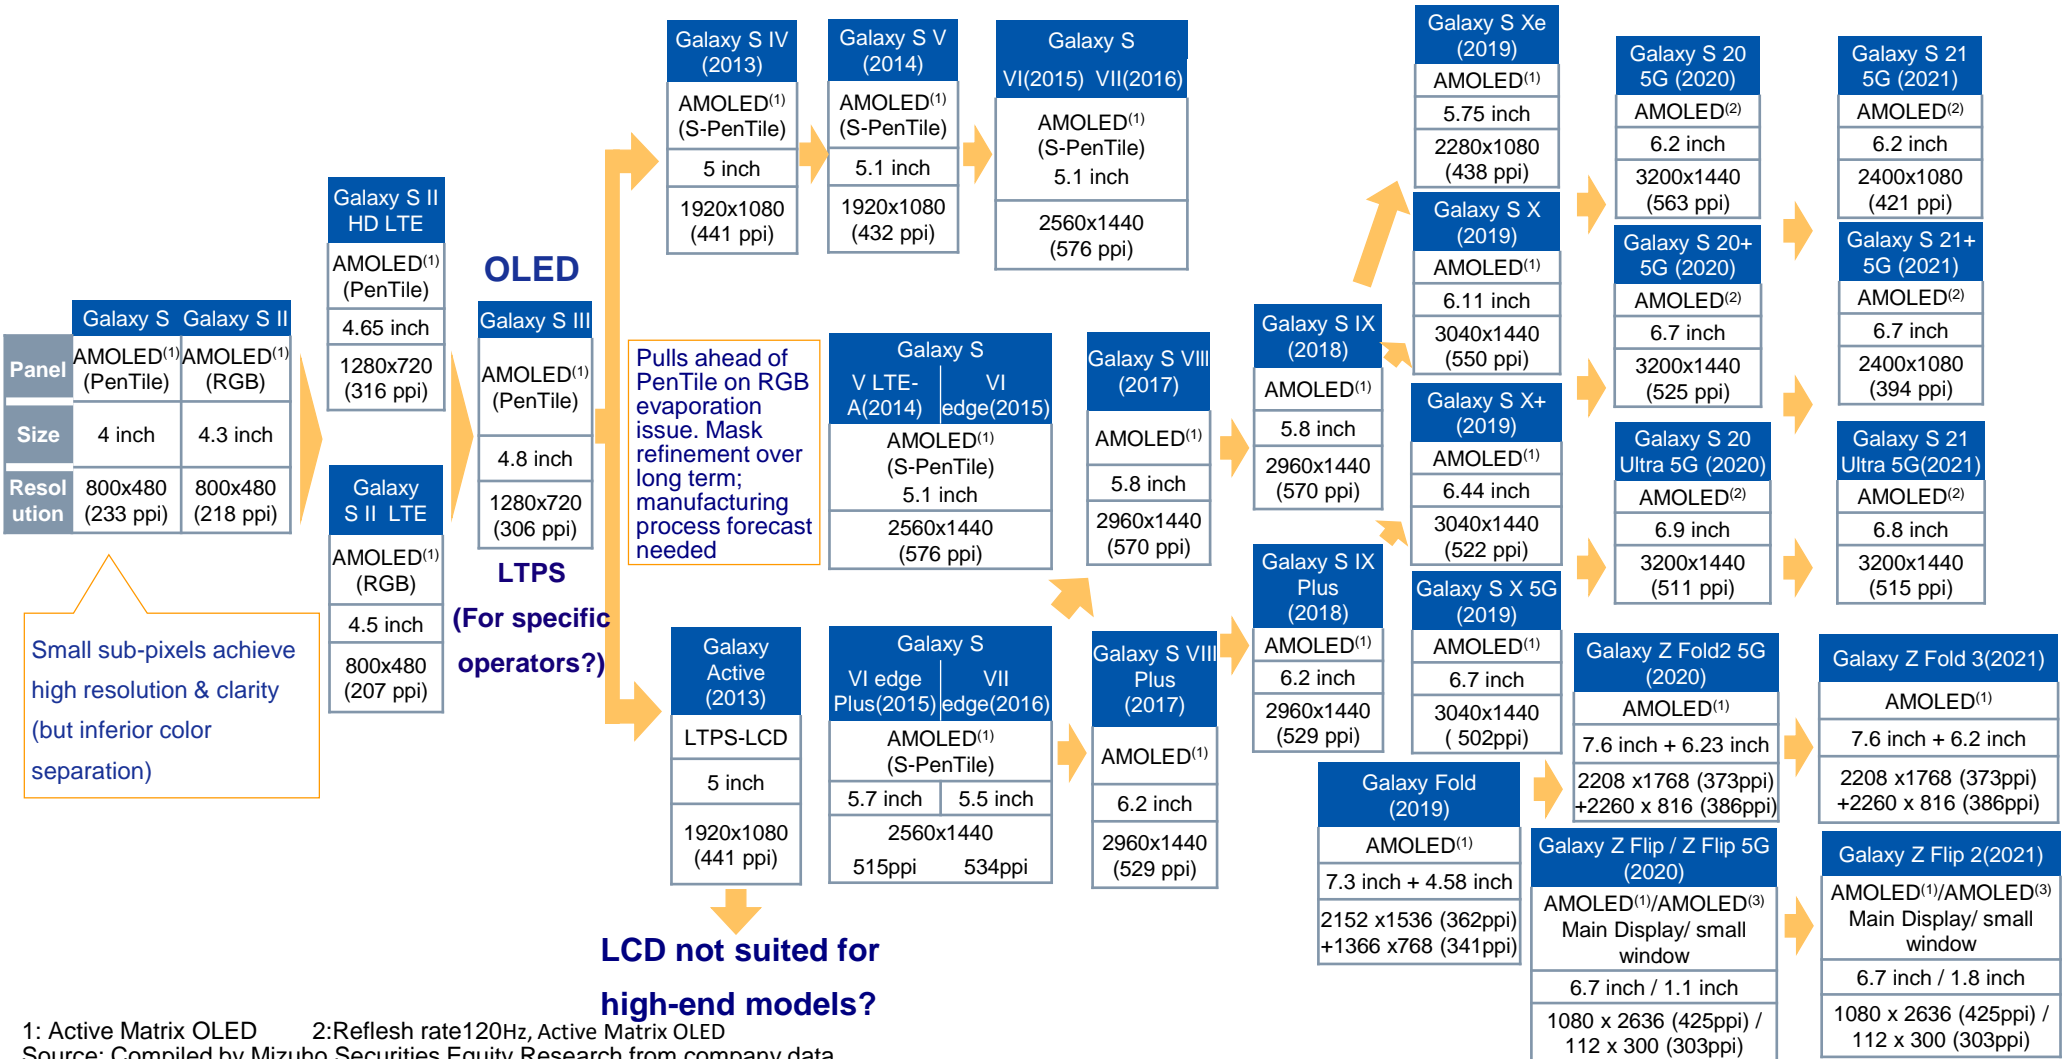 Galaxy S
Galaxy S II
Panel
AMOLED(1)
(PenTile)
AMOLED(1)
(RGB)
Size
4 inch
4.3 inch
Resol
ution
800x480
(233 ppi)
800x480
(218 ppi)
Small sub-pixels achieve
high resolution & clarity
(but inferior color
separation)
Galaxy S II
HD LTE
AMOLED(1)
(PenTile)
4.65 inch
1280x720
(316 ppi)
Galaxy
S II LTE
AMOLED(1)
(RGB)
4.5 inch
800x480
(207 ppi)
OLED
Galaxy S III
AMOLED(1)
(PenTile)
4.8 inch
1280x720
(306 ppi)
LTPS
(For specific
operators?)
Galaxy S IV
(2013)
AMOLED(1)
(S-PenTile)
5 inch
1920x1080
(441 ppi)
Galaxy S V
(2014)
AMOLED(1)
(S-PenTile)
5.1 inch
1920x1080
(432 ppi)
Galaxy S
VI(2015) VII(2016)
AMOLED(1)
(S-PenTile)
5.1 inch
2560x1440
(576 ppi)
Pulls ahead of
PenTile on RGB
evaporation
issue. Mask
refinement over
long term;
manufacturing
process forecast
needed
Galaxy S
V LTE-
A(2014)
VI
edge(2015)
AMOLED(1)
(S-PenTile)
5.1 inch
2560x1440
(576 ppi)
Galaxy
Active
(2013)
LTPS-LCD
5 inch
1920x1080
(441 ppi)
LCD not suited for
high-end models?
Galaxy S
VI edge
Plus(2015)
VII
edge(2016)
AMOLED(1)
(S-PenTile)
5.7 inch
5.5 inch
2560x1440
515ppi
534ppi
Galaxy S VIII
(2017)
AMOLED(1)
5.8 inch
2960x1440
(570 ppi)
Galaxy S VIII
Plus
(2017)
AMOLED(1)
6.2 inch
2960x1440
(529 ppi)
Galaxy S IX
(2018)
AMOLED(1)
5.8 inch
2960x1440
(570 ppi)
Galaxy S IX
Plus
(2018)
AMOLED(1)
6.2 inch
2960x1440
(529 ppi)
Galaxy S Xe
(2019)
AMOLED(1)
5.75 inch
2280x1080
(438 ppi)
Galaxy S X
(2019)
AMOLED(1)
6.11 inch
3040x1440
(550 ppi)
Galaxy S X+
(2019)
AMOLED(1)
6.44 inch
3040x1440
(522 ppi)
Galaxy S X 5G
(2019)
AMOLED(1)
6.7 inch
3040x1440
( 502ppi)
Galaxy Fold
(2019)
AMOLED(1)
7.3 inch + 4.58 inch
2152 x1536 (362ppi)
+1366 x768 (341ppi)
Galaxy S 20
5G (2020)
AMOLED(2)
6.2 inch
3200x1440
(563 ppi)
Galaxy S 20+
5G (2020)
AMOLED(2)
6.7 inch
3200x1440
(525 ppi)
Galaxy S 20
Ultra 5G (2020)
AMOLED(2)
6.9 inch
3200x1440
(511 ppi)
Galaxy Z Fold2 5G
(2020)
AMOLED(1)
7.6 inch + 6.23 inch
2208 x1768 (373ppi)
+2260 x 816 (386ppi)
Galaxy Z Flip / Z Flip 5G
(2020)
AMOLED(1)/AMOLED(3)
Main Display/ small
window
6.7 inch / 1.1 inch
1080 x 2636 (425ppi) /
112 x 300 (303ppi)
Galaxy S 21
5G (2021)
AMOLED(2)
6.2 inch
2400x1080
(421 ppi)
Galaxy S 21+
5G (2021)
AMOLED(2)
6.7 inch
2400x1080
(394 ppi)
Galaxy S 21
Ultra 5G(2021)
AMOLED(2)
6.8 inch
3200x1440
(515 ppi)
Galaxy Z Fold 3(2021)
AMOLED(1)
7.6 inch + 6.2 inch
2208 x1768 (373ppi)
+2260 x 816 (386ppi)
Galaxy Z Flip 2(2021)
AMOLED(1)/AMOLED(3)
Main Display/ small
window
6.7 inch / 1.8 inch
1080 x 2636 (425ppi) /
112 x 300 (303ppi)
1: Active Matrix OLED 2:Reflesh rate120Hz, Active Matrix OLED
Source: Compiled by Mizuho Securities Equity Research from company data